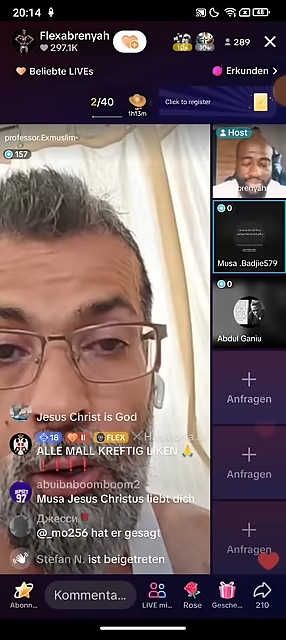 20:14
48
Flexabrenyah
297.1K
289
Beliebte LIVEs
Erkunden >
2/40
1h13m
Click to register
professor.Exmuslim
157
Host
0
Musa .BadjieS79
0
Abdul Ganiu
Anfragen
Anfragen
Anfragen
Jesus Christ is God
18 II FLEX
ALLE MALL KREFTIG LIKEN 🙏
abuibnboomboom2
Musa Jesus Christus liebt dich
Джесси
@_mo256 hat er gesagt
Stefan N. ist beigetreten
Abonn...
Kommenta...
LIVE mi...
Rose
Gesche...
210